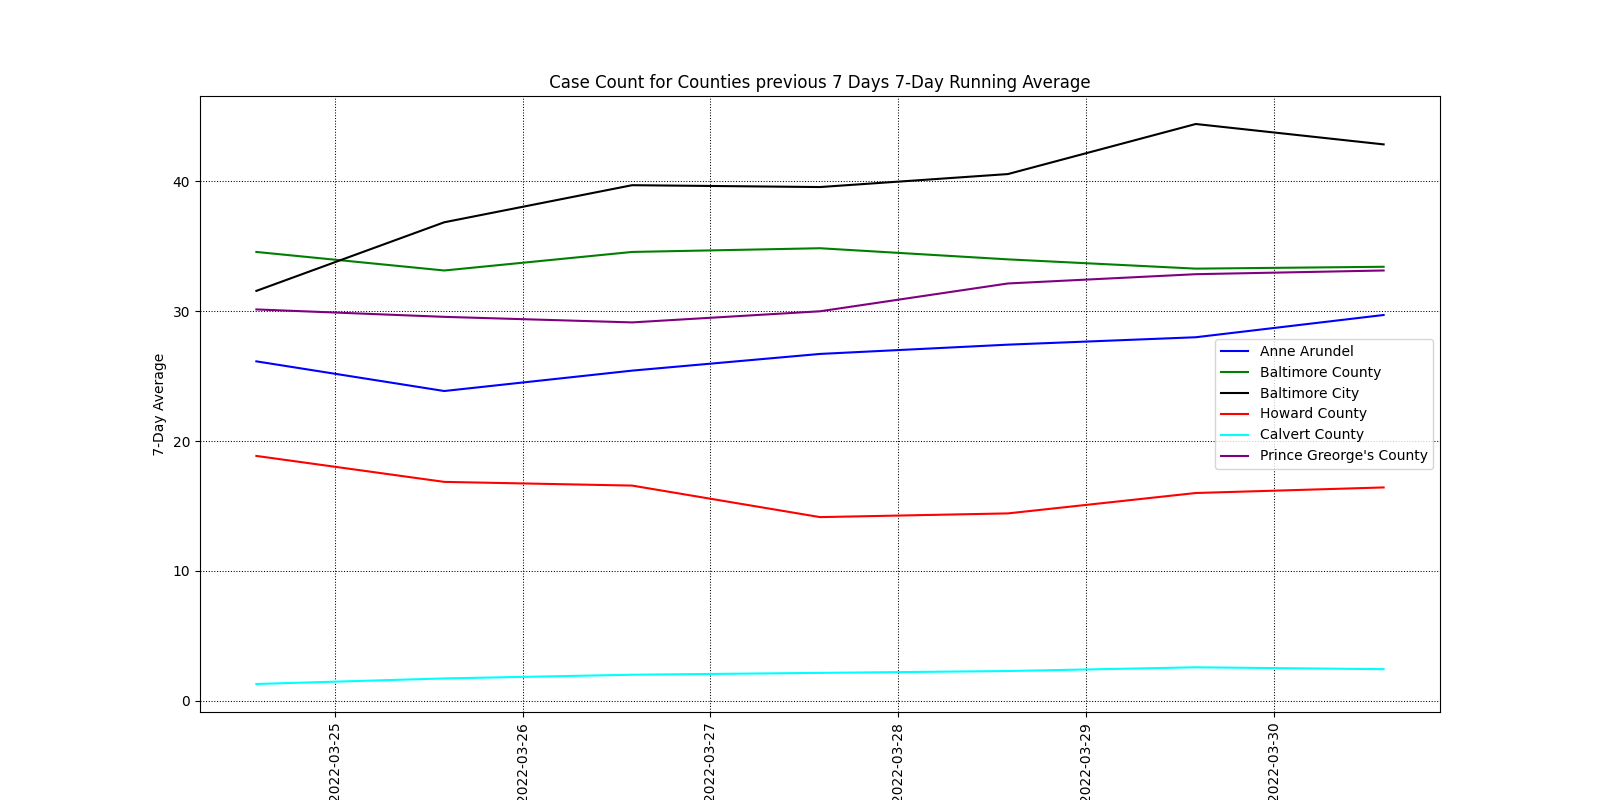 Case Count for Counties previous 7 Days 7-Day Running Average
7-Day Average
40
30
20
10
0
Anne Arundel
Baltimore County
Baltimore City
Howard County
Calvert County
Prince Greorge's County
2022-03-25
2022-03-26
2022-03-27
2022-03-28
2022-03-29
2022-03-30